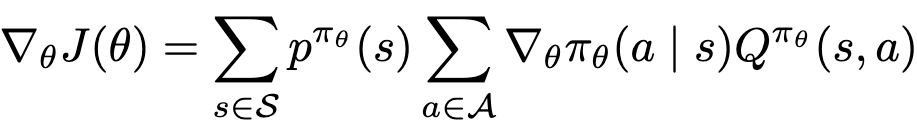 ∇_θ J(θ) = ∑_{s∈𝒮} p^{π_θ}(s) ∑_{a∈𝒜} ∇_θ π_θ(a | s) Q^{π_θ}(s, a)